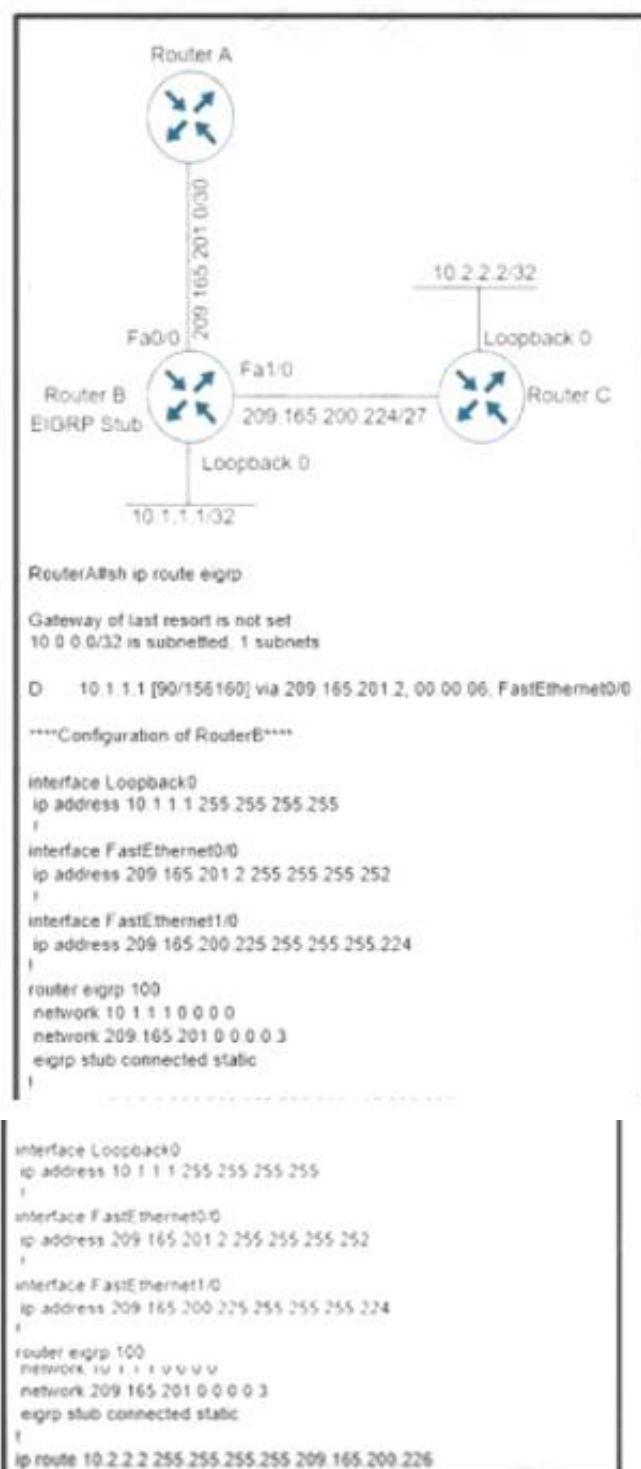 Router A
209.165.201.0/30
10.2.2.2/32
Fa0/0
Loopback 0
Fa1/0
Router B
EIGRP Stub
209.165.200.224/27
Router C
Loopback 0
10.1.1.1/32
RouterA#sh ip route eigrp
Gateway of last resort is not set
10.0.0.0/32 is subnetted, 1 subnets
D 10.1.1.1 [90/156160] via 209.165.201.2, 00:00:06, FastEthernet0/0
****Configuration of RouterB****
interface Loopback0
ip address 10.1.1.1 255.255.255.255
!
interface FastEthernet0/0
ip address 209.165.201.2 255.255.255.252
!
interface FastEthernet1/0
ip address 209.165.200.225 255.255.255.224
!
router eigrp 100
network 10.1.1.1 0.0.0.0
network 209.165.201.0 0.0.0.3
eigrp stub connected static
!
interface Loopback0
ip address 10.1.1.1 255.255.255.255
!
interface FastEthernet0/0
ip address 209.165.201.2 255.255.255.252
!
interface FastEthernet1/0
ip address 209.165.200.225 255.255.255.224
!
router eigrp 100
network 10.1.1.1 0.0.0.0
network 209.165.201.0 0.0.0.3
eigrp stub connected static
!
ip route 10.2.2.2 255.255.255.255 209.165.200.226